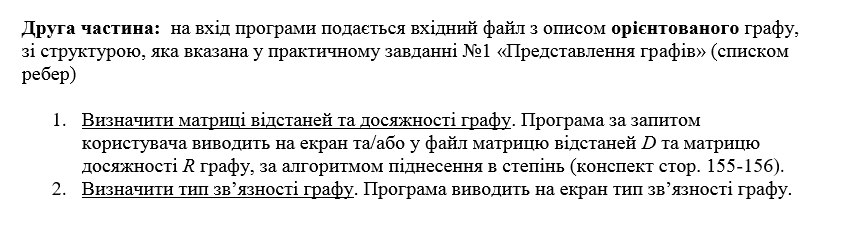 Друга частина: на вхід програми подається вхідний файл з описом орієнтованого графу,
зі структурою, яка вказана у практичному завданні №1 «Представлення графів» (списком
ребер)
1. Визначити матриці відстаней та досяжності графу. Програма за запитом
користувача виводить на екран та/або у файл матрицю відстаней D та матрицю
досяжності R графу, за алгоритмом піднесення в степінь (конспект стор. 155-156).
2. Визначити тип зв’язності графу. Програма виводить на екран тип зв’язності графу.